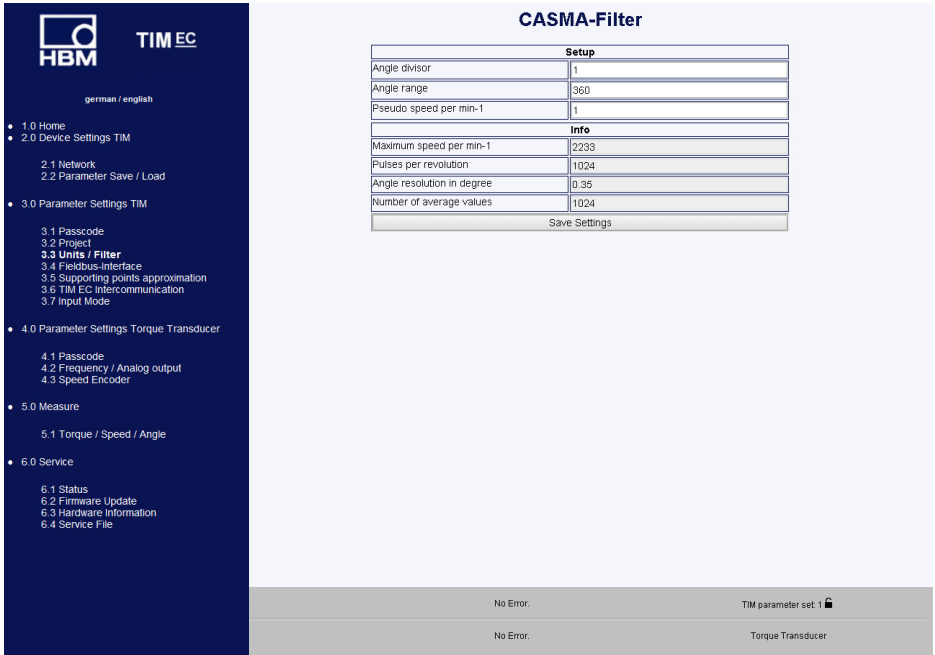 HBM
TIM EC
german / english
1.0 Home
2.0 Device Settings TIM
2.1 Network
2.2 Parameter Save / Load
3.0 Parameter Settings TIM
3.1 Passcode
3.2 Project
3.3 Units / Filter
3.4 Fieldbus-Interface
3.5 Supporting points approximation
3.6 TIM EC Intercommunication
3.7 Input Mode
4.0 Parameter Settings Torque Transducer
4.1 Passcode
4.2 Frequency / Analog output
4.3 Speed Encoder
5.0 Measure
5.1 Torque / Speed / Angle
6.0 Service
6.1 Status
6.2 Firmware Update
6.3 Hardware Information
6.4 Service File
CASMA-Filter
Setup
Angle divisor 1
Angle range 360
Pseudo speed per min-1 1
Info
Maximum speed per min-1 2233
Pulses per revolution 1024
Angle resolution in degree 0.35
Number of average values 1024
Save Settings
No Error. TIM parameter set: 1
No Error. Torque Transducer